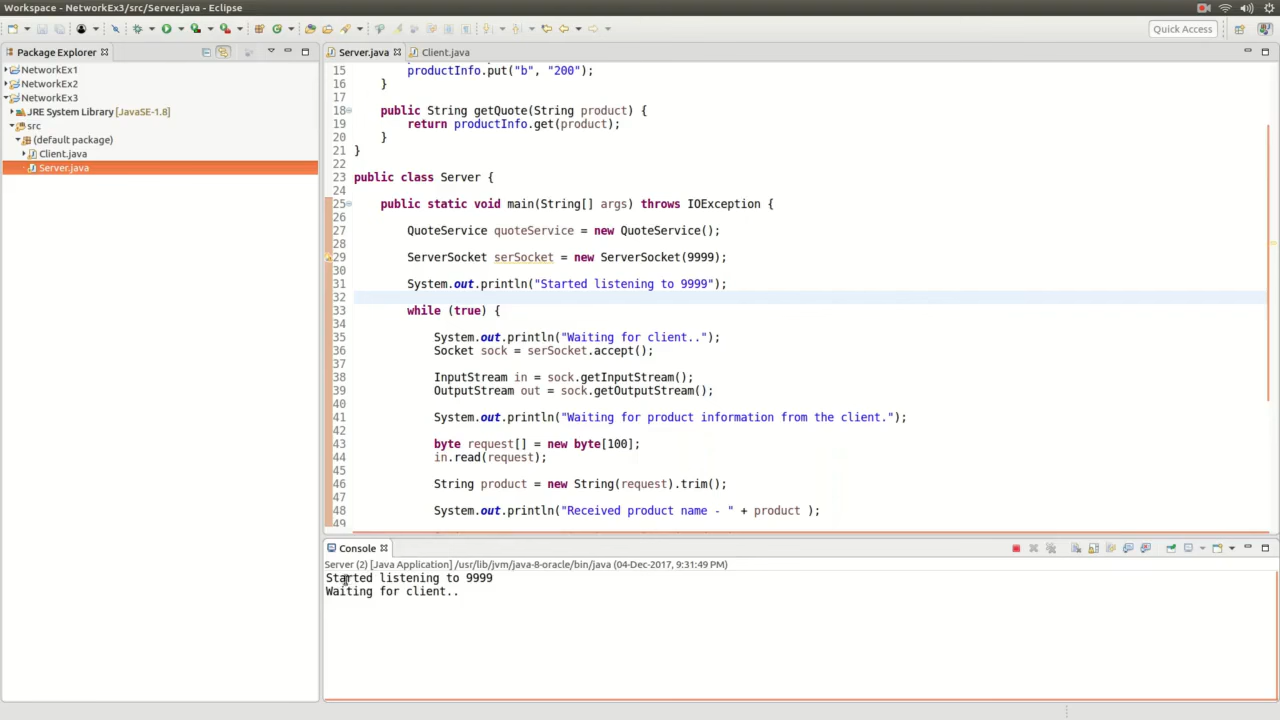 Workspace - NetworkEx3/src/Server.java - Eclipse
Quick Access
Package Explorer
NetworkEx1
NetworkEx2
NetworkEx3
JRE System Library [JavaSE-1.8]
src
(default package)
Client.java
Server.java
Server.java
Client.java
15 productInfo.put("b", "200");
16 }
17
18 public String getQuote(String product) {
19 return productInfo.get(product);
20 }
21 }
22
23 public class Server {
24
25 public static void main(String[] args) throws IOException {
26
27 QuoteService quoteService = new QuoteService();
28
29 ServerSocket serSocket = new ServerSocket(9999);
30
31 System.out.println("Started listening to 9999");
32
33 while (true) {
34
35 System.out.println("Waiting for client..");
36 Socket sock = serSocket.accept();
37
38 InputStream in = sock.getInputStream();
39 OutputStream out = sock.getOutputStream();
40
41 System.out.println("Waiting for product information from the client.");
42
43 byte request[] = new byte[100];
44 in.read(request);
45
46 String product = new String(request).trim();
47
48 System.out.println("Received product name - " + product );
49
Console
Server (2) [Java Application] /usr/lib/jvm/java-8-oracle/bin/java (04-Dec-2017, 9:31:49 PM)
Started listening to 9999
Waiting for client..